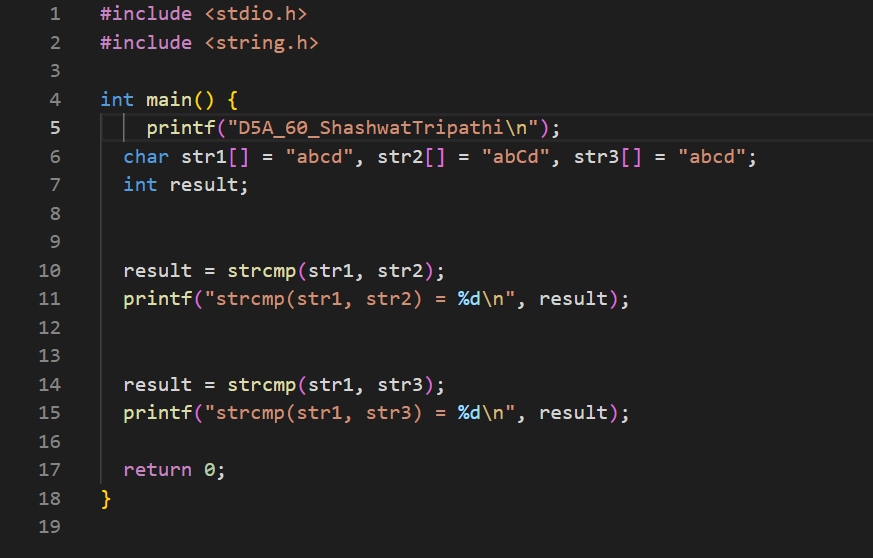 1 #include <stdio.h>
2 #include <string.h>
3
4 int main() {
5     printf("D5A_60_ShashwatTripathi\n");
6   char str1[] = "abcd", str2[] = "abCd", str3[] = "abcd";
7   int result;
8
9
10   result = strcmp(str1, str2);
11   printf("strcmp(str1, str2) = %d\n", result);
12
13
14   result = strcmp(str1, str3);
15   printf("strcmp(str1, str3) = %d\n", result);
16
17   return 0;
18 }
19